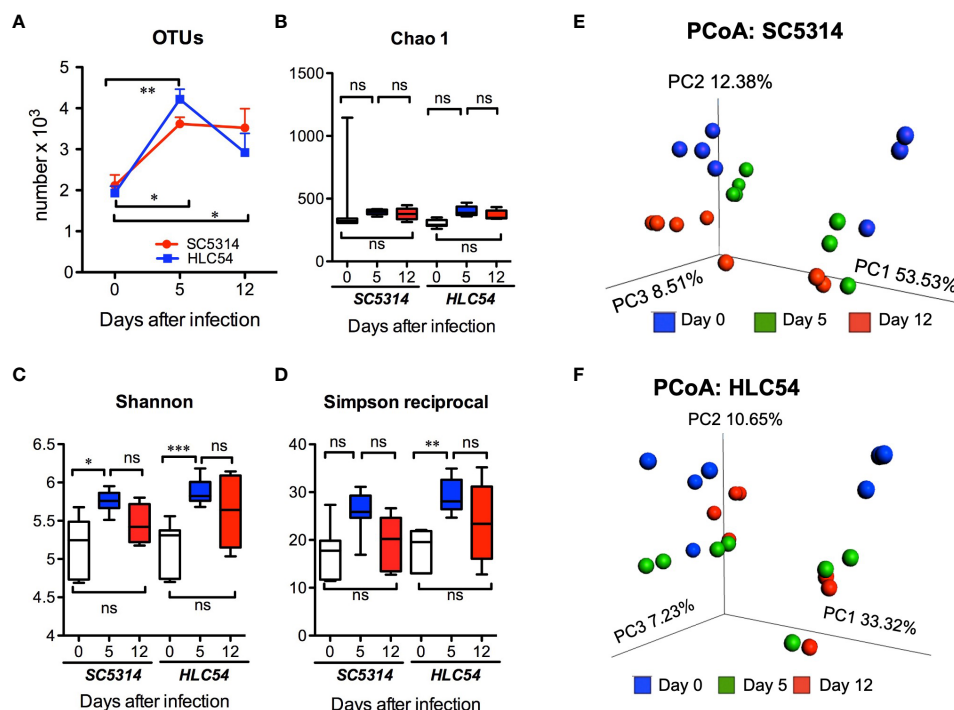 A
OTUs
number x 10³
5
4
3
2
1
0
**
*
*
SC5314
HLC54
0 5 12
Days after infection
B
Chao 1
1500
1000
500
0
ns ns ns ns
ns ns
0 5 12 0 5 12
SC5314 HLC54
Days after infection
C
Shannon
6.5
6.0
5.5
5.0
4.5
4
* ns *** ns
ns ns
0 5 12 0 5 12
SC5314 HLC54
Days after infection
D
Simpson reciprocal
40
30
20
10
0
ns ns ** ns
ns ns
0 5 12 0 5 12
SC5314 HLC54
Days after infection
E
PCoA: SC5314
PC2 12.38%
PC1 53.53%
PC3 8.51%
Day 0 Day 5 Day 12
F
PCoA: HLC54
PC2 10.65%
PC1 33.32%
PC3 7.23%
Day 0 Day 5 Day 12